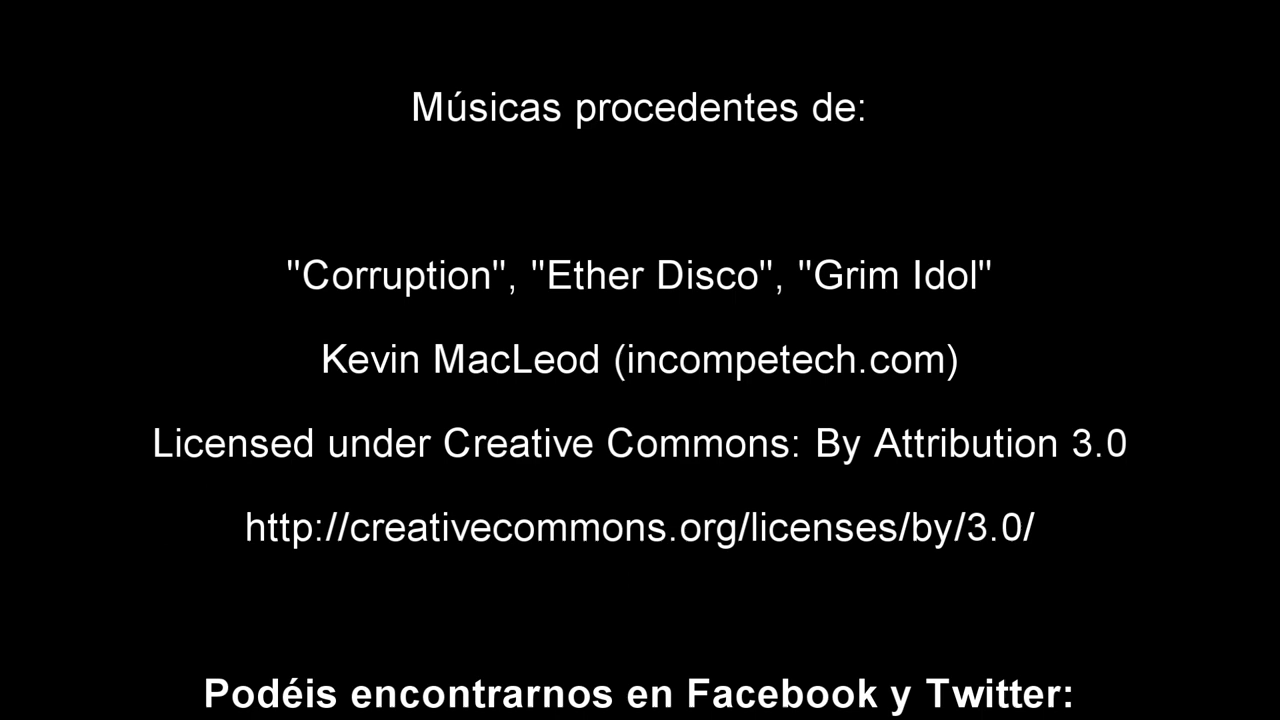 Músicas procedentes de:
"Corruption", "Ether Disco", "Grim Idol"
Kevin MacLeod (incompetech.com)
Licensed under Creative Commons: By Attribution 3.0
http://creativecommons.org/licenses/by/3.0/
Podéis encontrarnos en Facebook y Twitter: